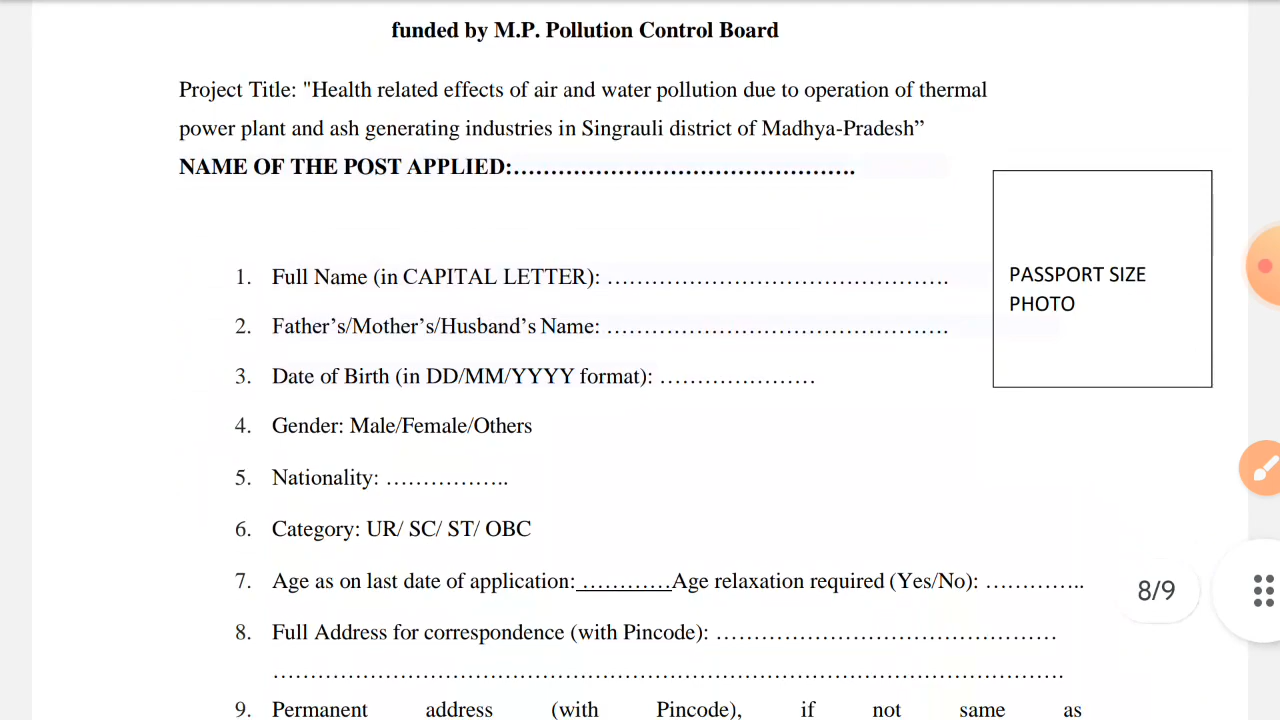 funded by M.P. Pollution Control Board
Project Title: "Health related effects of air and water pollution due to operation of thermal
power plant and ash generating industries in Singrauli district of Madhya-Pradesh”
NAME OF THE POST APPLIED:……………………………………….
PASSPORT SIZE
PHOTO
1. Full Name (in CAPITAL LETTER): ……………………………………….
2. Father’s/Mother’s/Husband’s Name: ……………………………………….
3. Date of Birth (in DD/MM/YYYY format): …………………
4. Gender: Male/Female/Others
5. Nationality: ……………..
6. Category: UR/ SC/ ST/ OBC
7. Age as on last date of application: …………Age relaxation required (Yes/No): …………..
8. Full Address for correspondence (with Pincode): ………………………………………
…………………………………………………………………………………………….
9. Permanent address (with Pincode), if not same as
8/9